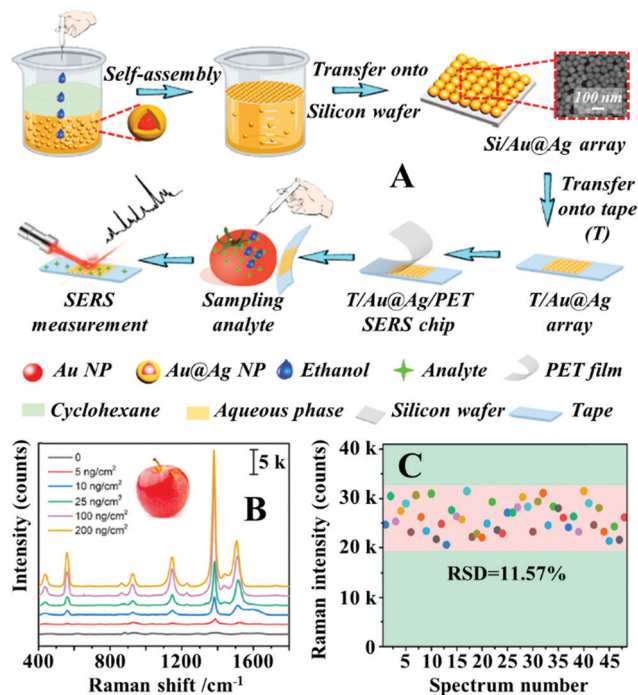 Self-assembly
Transfer onto
Silicon wafer
100 nm
Si/Au@Ag array
A
Transfer
onto tape
(T)
SERS
measurement
Sampling
analyte
T/Au@Ag/PET
SERS chip
T/Au@Ag
array
Au NP
Au@Ag NP
Ethanol
Analyte
PET film
Cyclohexane
Aqueous phase
Silicon wafer
Tape
Intensity (counts)
0
5 ng/cm²
10 ng/cm²
25 ng/cm²
100 ng/cm²
200 ng/cm²
5 k
B
400 800 1200 1600
Raman shift /cm⁻¹
Raman intensity (counts)
40 k
30 k
20 k
10 k
0
C
RSD=11.57%
5 10 15 20 25 30 35 40 45
Spectrum number